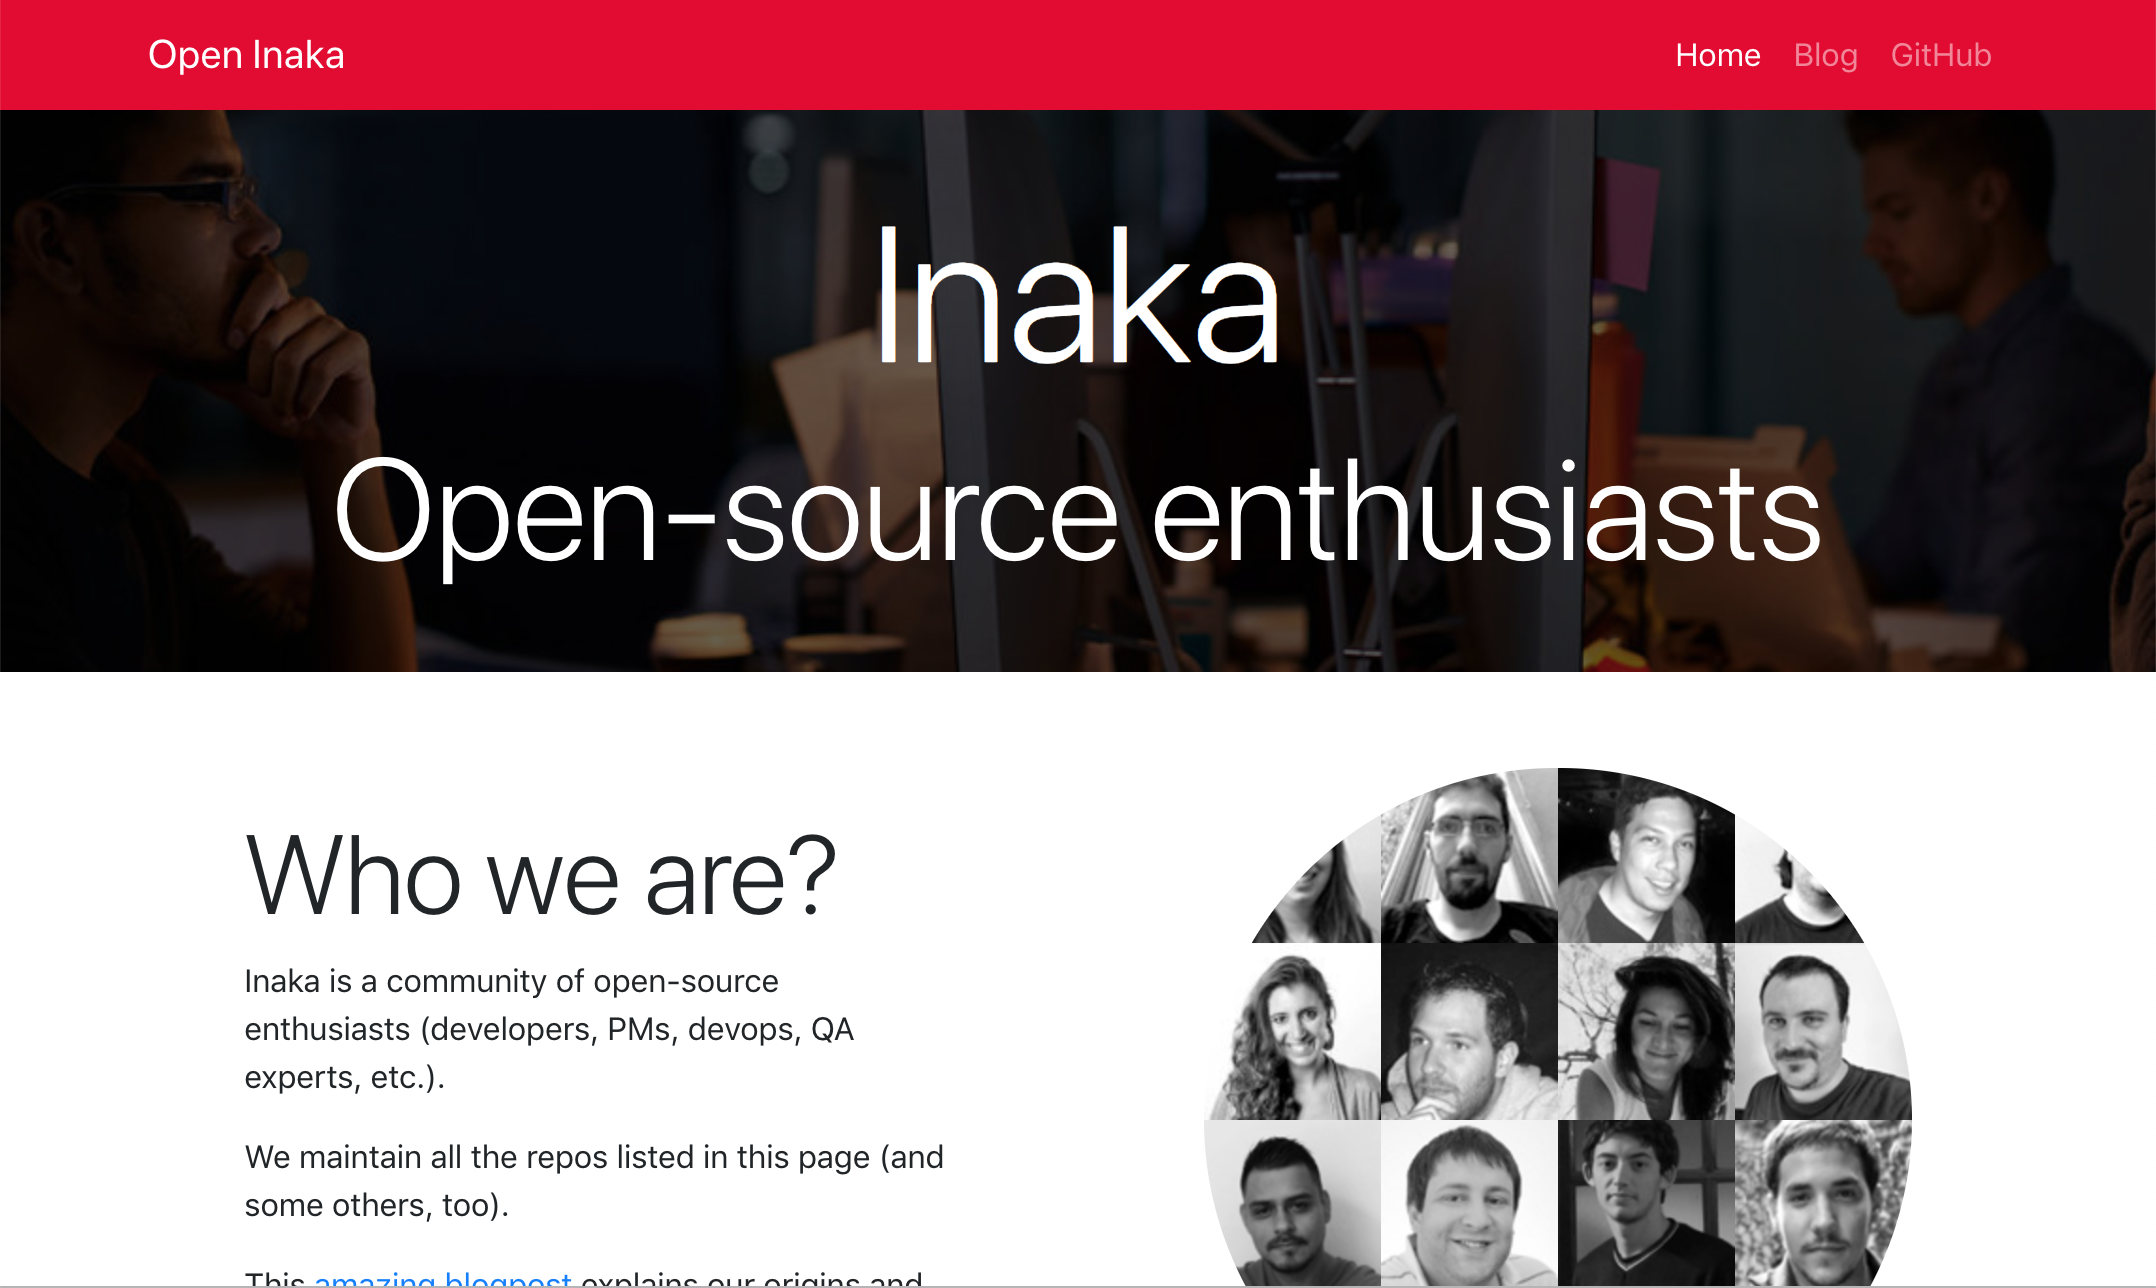 Open Inaka
Home Blog GitHub
Inaka
Open-source enthusiasts
Who we are?
Inaka is a community of open-source
enthusiasts (developers, PMs, devops, QA
experts, etc.).
We maintain all the repos listed in this page (and
some others, too).
This amazing blogpost explains our origins and